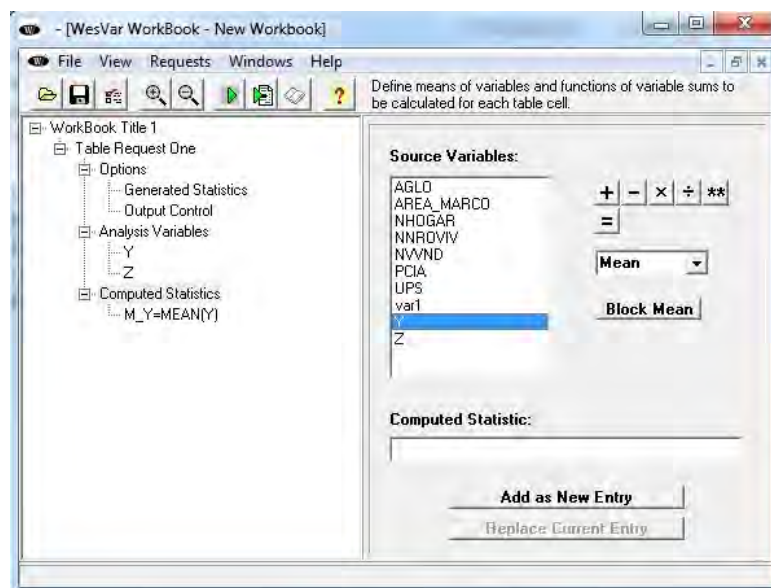 - [WesVar WorkBook - New Workbook]
File View Requests Windows Help
Define means of variables and functions of variable sums to
be calculated for each table cell.
WorkBook Title 1
Table Request One
Options
Generated Statistics
Output Control
Analysis Variables
Y
Z
Computed Statistics
M_Y=MEAN(Y)
Source Variables:
AGLO
AREA_MARCO
NHOGAR
NNROVIV
NVVND
PCIA
UPS
var1
Y
Z
+ − × ÷ **
=
Mean
Block Mean
Computed Statistic:
Add as New Entry
Replace Current Entry